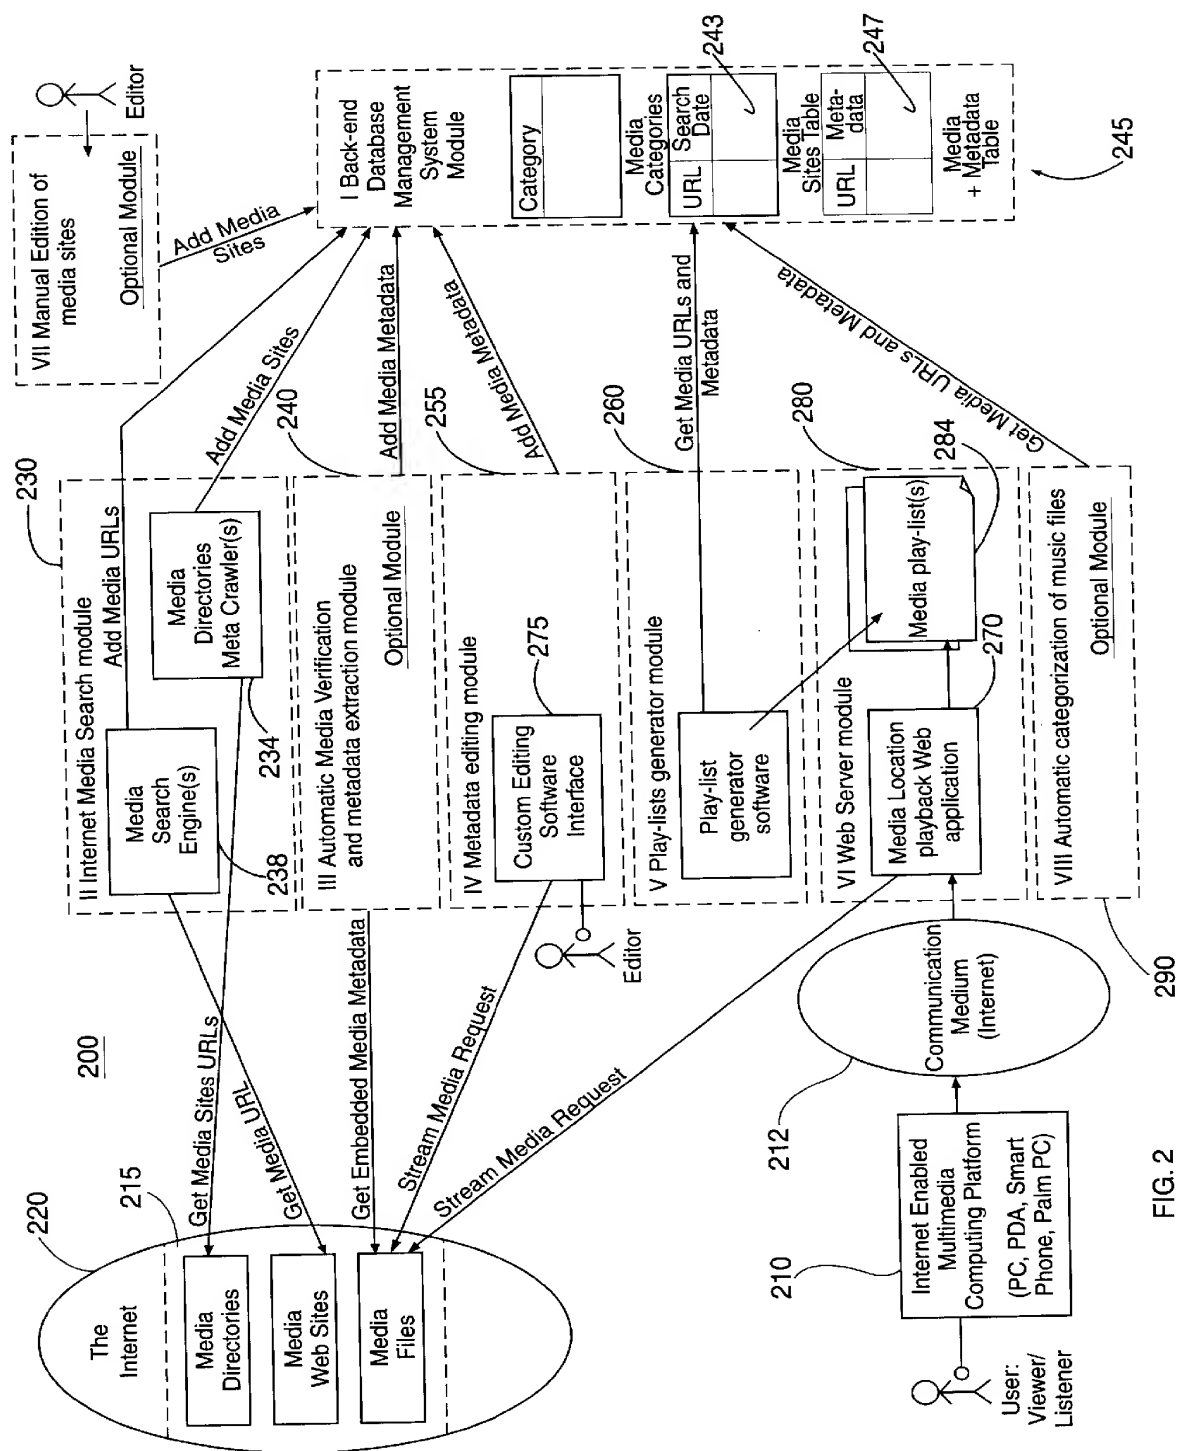 200
220
The
Internet
215
Media
Directories
Media
Web Sites
Media
Files
Get Media Sites URLs
Get Media URL
Get Embedded Media Metadata
Stream Media Request
Stream Media Request
230
II Internet Media Search module
Media
Search
Engine(s)
238
Media
Directories
Meta Crawler(s)
234
Add Media URLs
Add Media Sites
III Automatic Media Verification
and metadata extraction module
Optional Module
240
Add Media Metadata
IV Metadata editing module
Custom Editing
Software
Interface
275
255
Add Media Metadata
Editor
V Play-lists generator module
Play-list
generator
software
260
Get Media URLs and
Metadata
VI Web Server module
Media Location
playback Web
application
270
Media play-list(s)
280
284
VIII Automatic categorization of music files
Optional Module
290
Get Media URLs and Metadata
VII Manual Edition of
media sites
Optional Module
Editor
Add Media
Sites
I Back-end
Database
Management
System
Module
Category
Media
Categories
URL
Search
Date
243
Media
Sites Table
URL
Meta-
data
247
Media
+ Metadata
Table
245
User:
Viewer/
Listener
210
Internet Enabled
Multimedia
Computing Platform
(PC, PDA, Smart
Phone, Palm PC)
212
Communication
Medium
(Internet)
FIG. 2